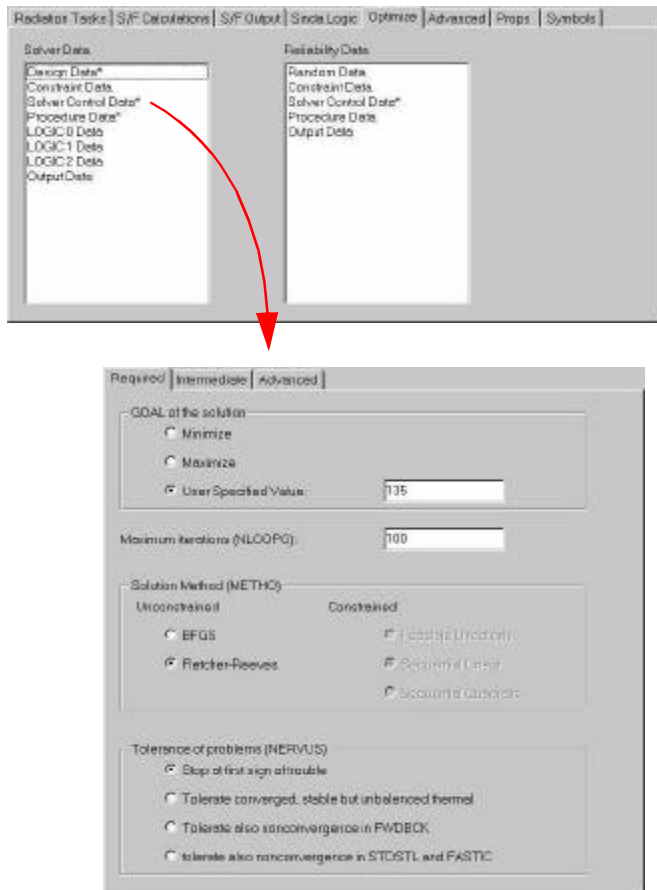 Radiation Tasks S/F Calculations S/F Output Sinda Logic Optimize Advanced Props Symbols
Solver Data
Design Data*
Constraint Data
Solver Control Data*
Procedure Data*
LOGIC 0 Data
LOGIC 1 Data
LOGIC 2 Data
Output Data
Reliability Data
Random Data
Constraint Data
Solver Control Data*
Procedure Data
Output Data
Required Intermediate Advanced
GOAL of the solution
Minimize
Maximize
User Specified Value: 135
Maximum iterations (NLOOPO): 100
Solution Method (METHO)
Unconstrained
BFGS
Fletcher-Reeves
Constrained
Feasible Directions
Sequential Linear
Sequential Quadratic
Tolerance of problems (NERVUS)
Stop at first sign of trouble
Tolerate converged, stable but unbalanced thermal
Tolerate also nonconvergence in FWDBCK
tolerate also nonconvergence in STDSTL and FASTIC